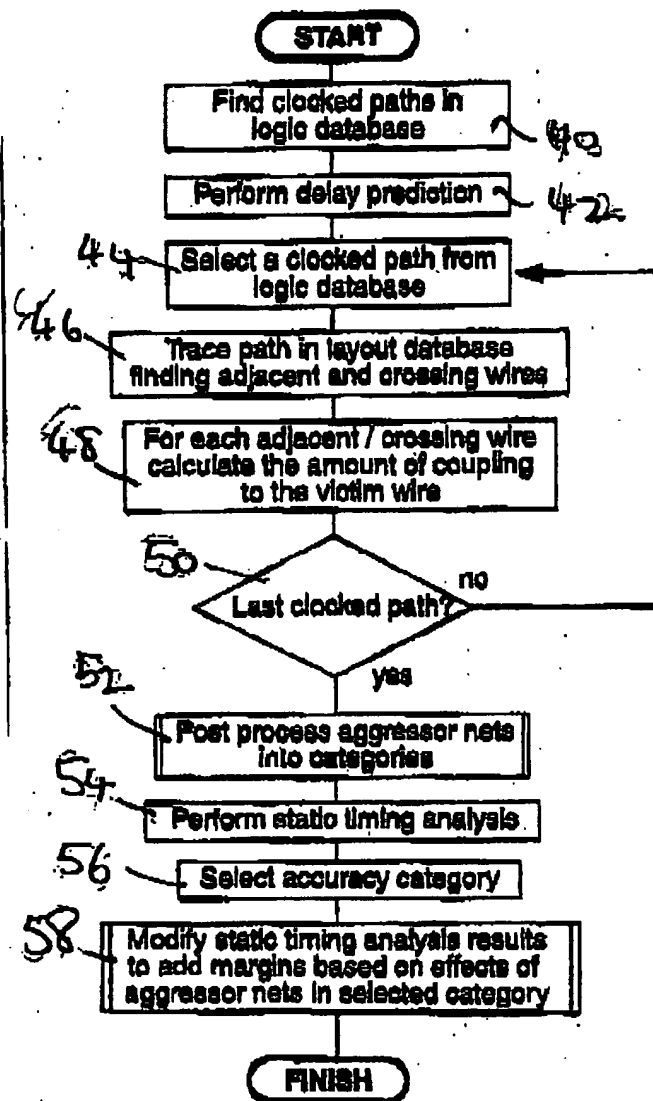 START
Find clocked paths in
logic database
40
Perform delay prediction
42
44
Select a clocked path from
logic database
46
Trace path in layout database
finding adjacent and crossing wires
48
For each adjacent / crossing wire
calculate the amount of coupling
to the victim wire
50
no
Last clocked path?
yes
52
Post process aggressor nets
into categories
54
Perform static timing analysis
56
Select accuracy category
58
Modify static timing analysis results
to add margins based on effects of
aggressor nets in selected category
FINISH